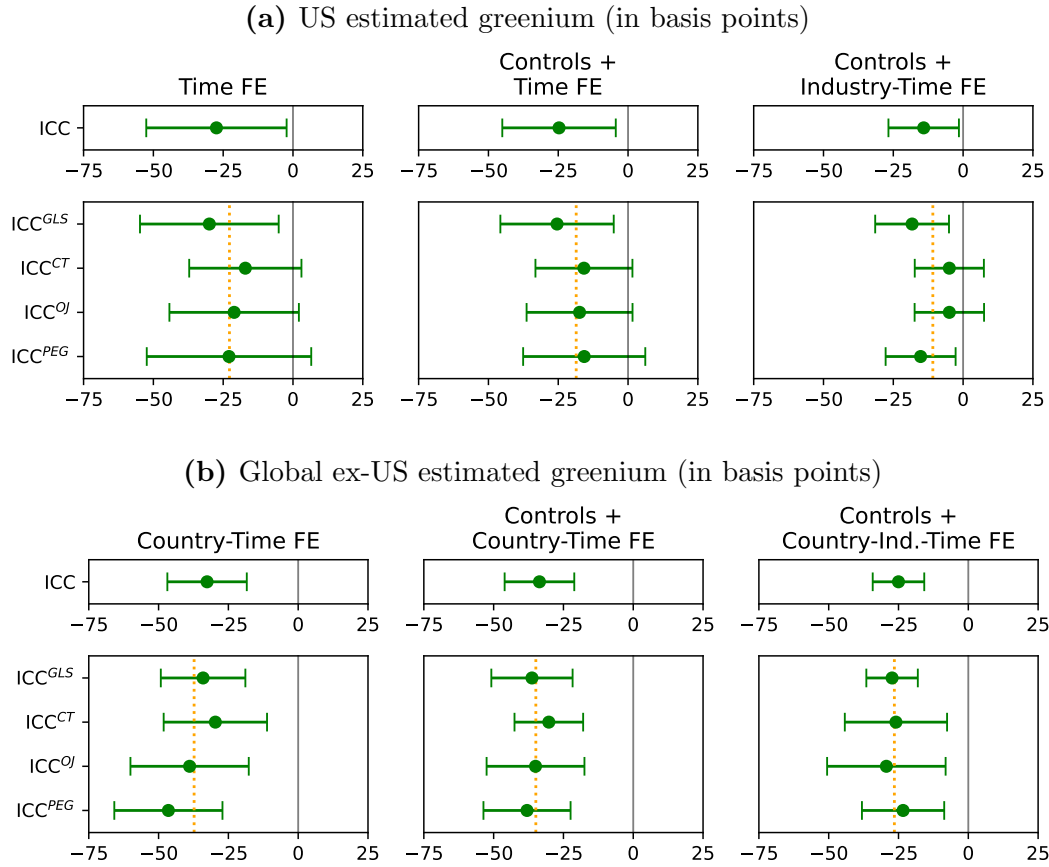 (a) US estimated greenium (in basis points)
Time FE
Controls +
Time FE
Controls +
Industry-Time FE
ICC
−75 −50 −25 0 25
−75 −50 −25 0 25
−75 −50 −25 0 25
ICC^GLS
ICC^CT
ICC^OJ
ICC^PEG
−75 −50 −25 0 25
−75 −50 −25 0 25
−75 −50 −25 0 25
(b) Global ex-US estimated greenium (in basis points)
Country-Time FE
Controls +
Country-Time FE
Controls +
Country-Ind.-Time FE
ICC
−75 −50 −25 0 25
−75 −50 −25 0 25
−75 −50 −25 0 25
ICC^GLS
ICC^CT
ICC^OJ
ICC^PEG
−75 −50 −25 0 25
−75 −50 −25 0 25
−75 −50 −25 0 25